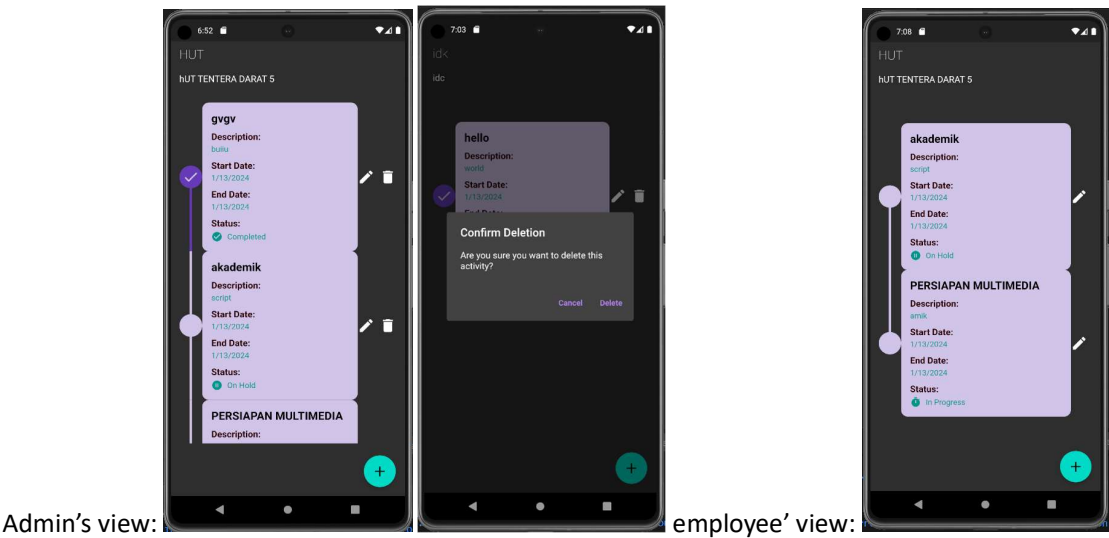 6:52
HUT
hUT TENTERA DARAT 5
gvgv
Description:
Start Date:
1/13/2024
End Date:
1/13/2024
Status:
Completed
akademik
Description:
script
Start Date:
1/13/2024
End Date:
1/13/2024
Status:
On Hold
PERSIAPAN MULTIMEDIA
Description:
+
7:03
id<
idc
hello
Description:
world
Start Date:
1/13/2024
Confirm Deletion
Are you sure you want to delete this
activity?
Cancel Delete
+
7:08
HUT
hUT TENTERA DARAT 5
akademik
Description:
script
Start Date:
1/13/2024
End Date:
1/13/2024
Status:
On Hold
PERSIAPAN MULTIMEDIA
Description:
amik
Start Date:
1/13/2024
End Date:
1/13/2024
Status:
In Progress
+
Admin's view:
employee' view: